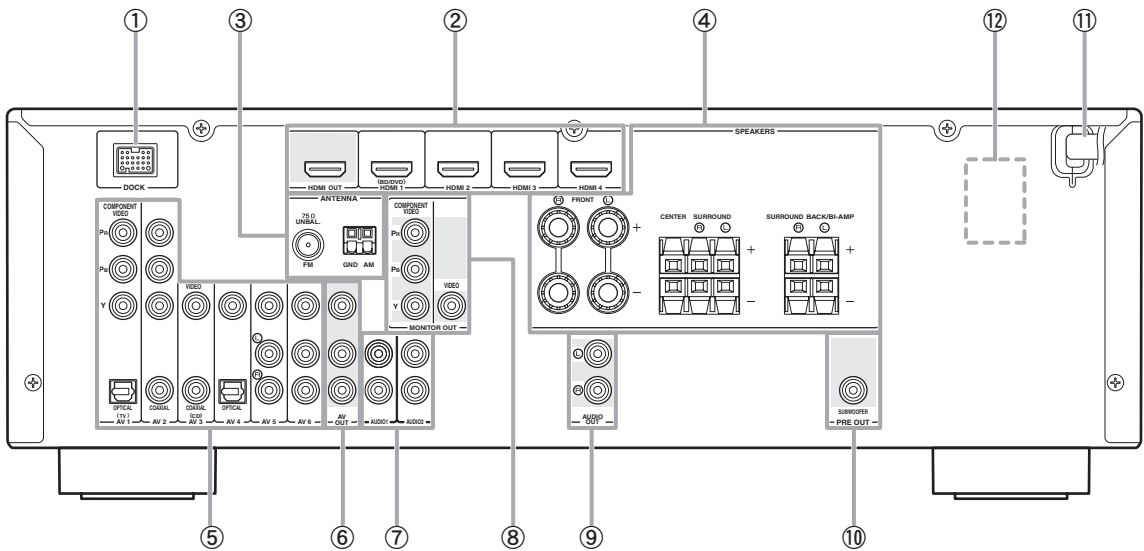 ① ③ ② ④ ⑫ ⑪
DOCK
HDMI OUT
(BD/DVD)
HDMI 1
HDMI 2
HDMI 3
HDMI 4
SPEAKERS
ANTENNA
75Ω
UNBAL.
FM
GND AM
COMPONENT
VIDEO
PR
PB
Y
VIDEO
MONITOR OUT
Ⓡ FRONT Ⓛ
+
−
CENTER SURROUND
Ⓡ Ⓛ
+
−
SURROUND BACK/BI-AMP
Ⓡ Ⓛ
+
−
COMPONENT
VIDEO
PR
PB
Y
VIDEO
Ⓛ
Ⓡ
OPTICAL
(TV)
AV 1
COAXIAL
AV 2
COAXIAL
(CD)
AV 3
OPTICAL
AV 4
AV 5
AV 6
AV
OUT
AUDIO1
AUDIO2
Ⓛ
Ⓡ
AUDIO
OUT
SUBWOOFER
PRE OUT
⑤ ⑥ ⑦ ⑧ ⑨ ⑩